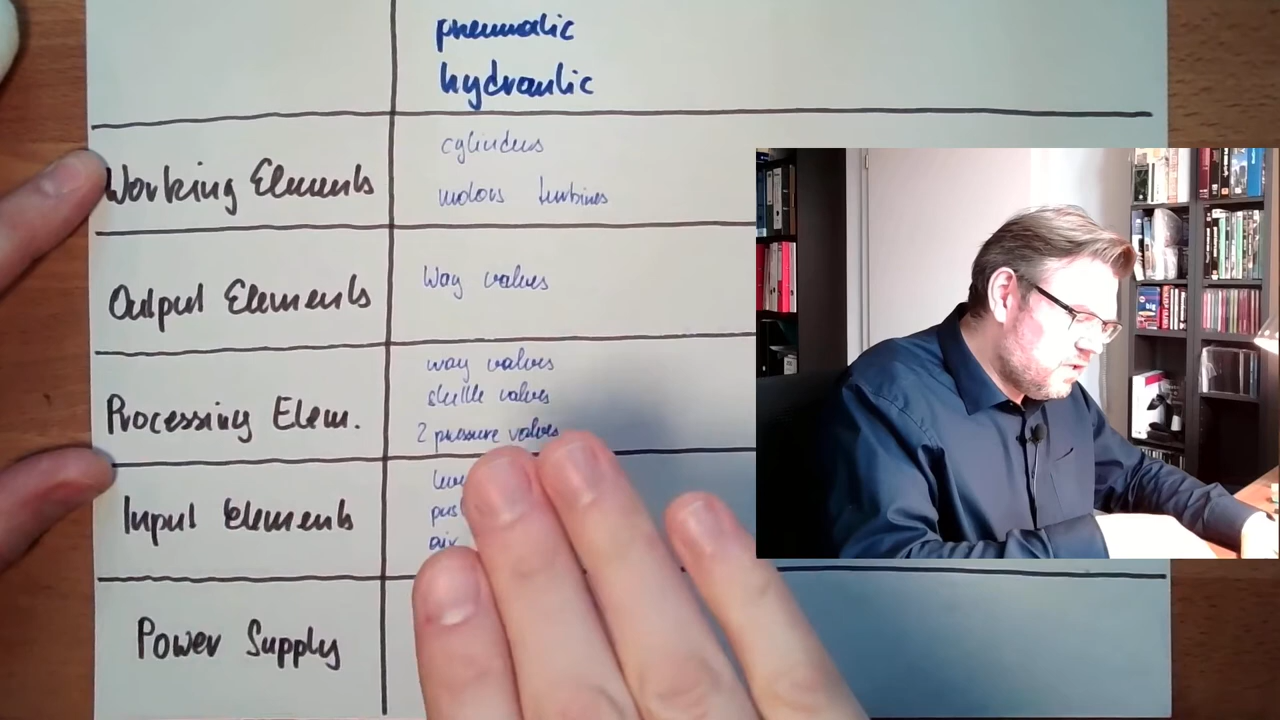 pneumatic
hydraulic
Working Elements
cylinders
motors turbines
Output Elements
Way valves
Processing Elem.
way valves
shuttle valves
2 pressure valves
Input Elements
Power Supply